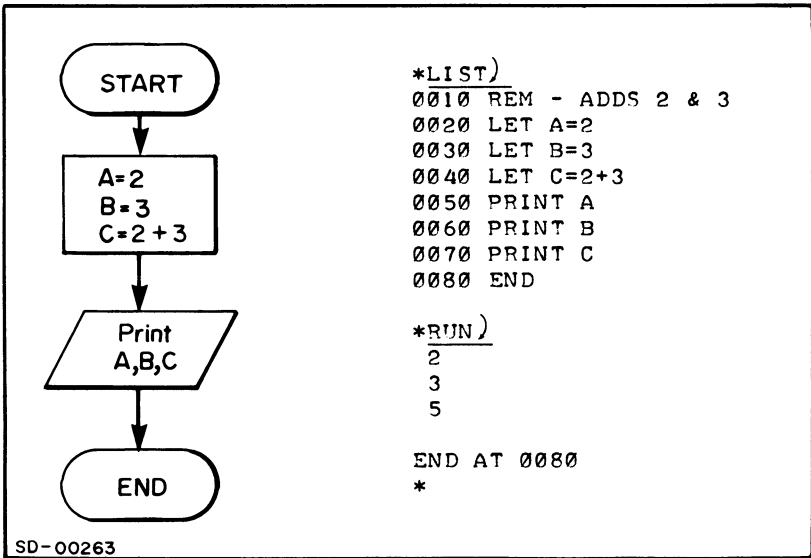 START
A=2
B=3
C=2+3
Print
A,B,C
END
*LIST)
0010 REM - ADDS 2 & 3
0020 LET A=2
0030 LET B=3
0040 LET C=2+3
0050 PRINT A
0060 PRINT B
0070 PRINT C
0080 END
*RUN)
2
3
5
END AT 0080
*
SD-00263